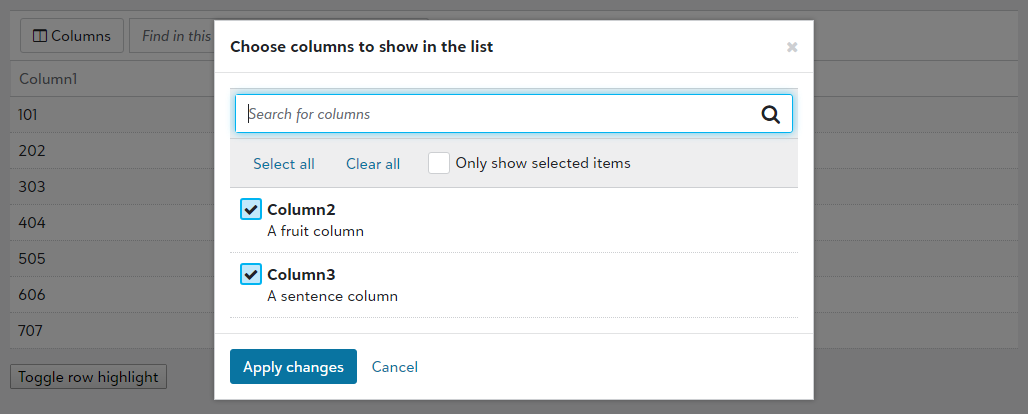 Columns
Find in this
Column1
101
202
303
404
505
606
707
Toggle row highlight
Choose columns to show in the list
Search for columns
Select all Clear all Only show selected items
Column2
A fruit column
Column3
A sentence column
Apply changes Cancel